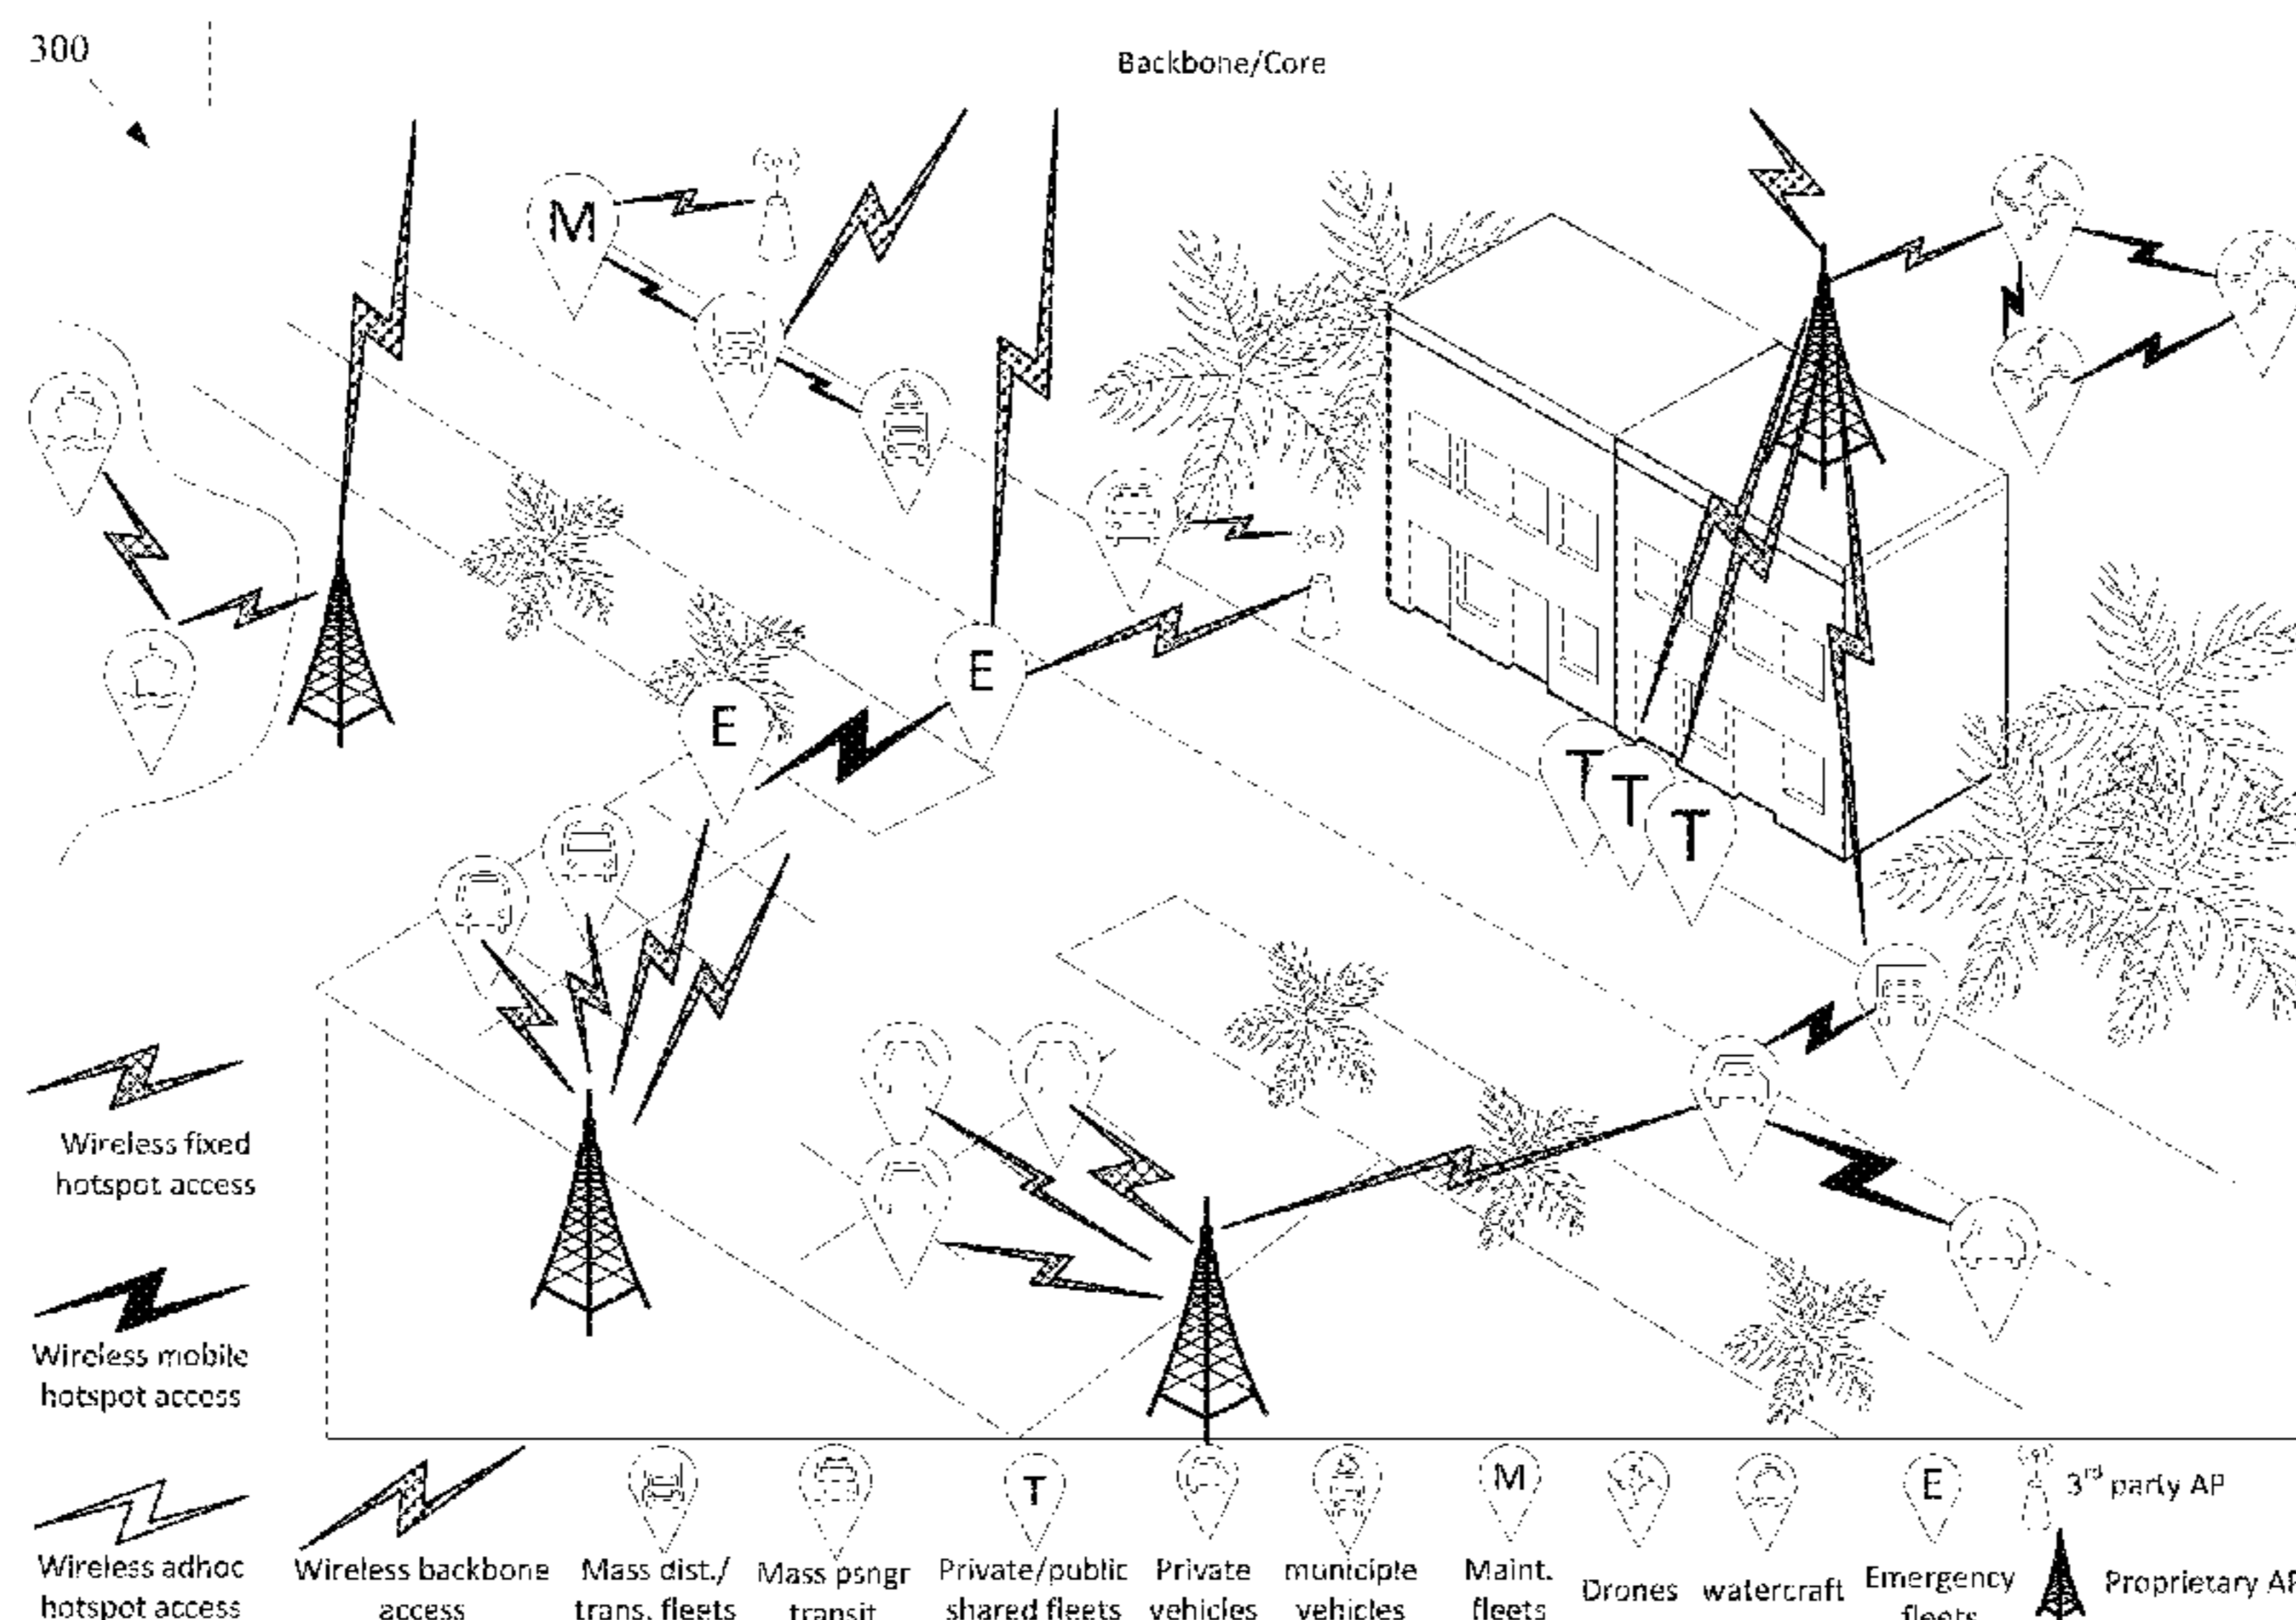 300
Backbone/Core
M
E
E
T
T
T
Wireless fixed
hotspot access
Wireless mobile
hotspot access
Wireless adhoc
hotspot access
Wireless backbone
access
Mass dist./
trans. fleets
Mass psngr
transit
T
Private/public
shared fleets
Private
vehicles
municiple
vehicles
M
Maint.
fleets
Drones
watercraft
E
Emergency
fleets
3rd party AP
Proprietary AP